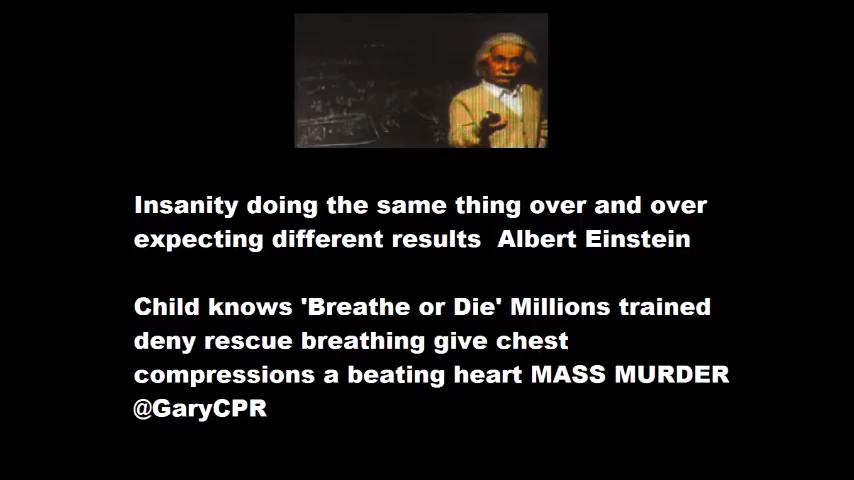 Insanity doing the same thing over and over
expecting different results  Albert Einstein
Child knows 'Breathe or Die' Millions trained
deny rescue breathing give chest
compressions a beating heart MASS MURDER
@GaryCPR